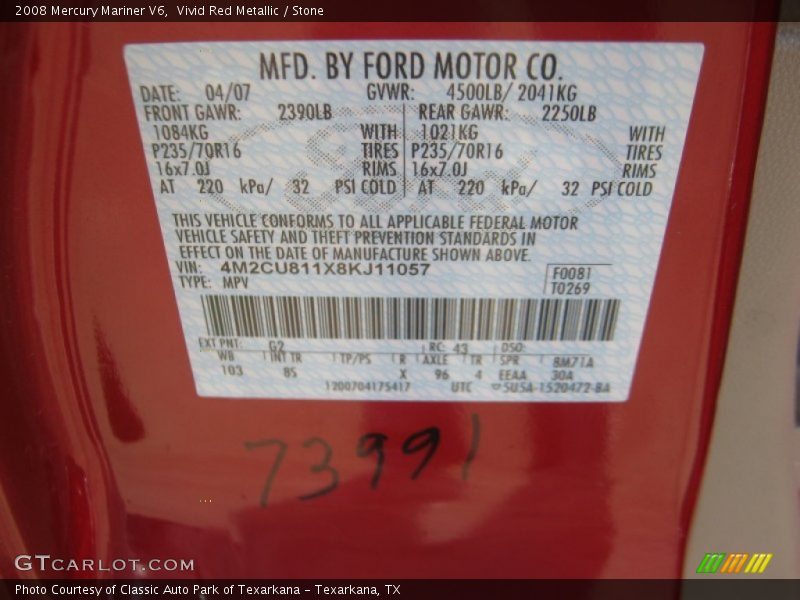 2008 Mercury Mariner V6,  Vivid Red Metallic / Stone
MFD. BY FORD MOTOR CO.
DATE: 04/07 GVWR: 4500LB/ 2041KG
FRONT GAWR: 2390LB REAR GAWR: 2250LB
1084KG WITH 1021KG WITH
P235/70R16 TIRES P235/70R16 TIRES
16x7.0J RIMS 16x7.0J RIMS
AT 220 kPa/ 32 PSI COLD AT 220 kPa/ 32 PSI COLD
THIS VEHICLE CONFORMS TO ALL APPLICABLE FEDERAL MOTOR
VEHICLE SAFETY AND THEFT PREVENTION STANDARDS IN
EFFECT ON THE DATE OF MANUFACTURE SHOWN ABOVE.
VIN: 4M2CU811X8KJ11057 F0081
TYPE: MPV T0269
EXT PNT: G2 RC: 43 DSO:
WB INT TR TP/PS R AXLE TR SPR 8M71A
103 8S X 96 4 EEAA 30A
1200704175417 UTC 5U5A-1520472-BA
73991
GTCARLOT.COM
Photo Courtesy of Classic Auto Park of Texarkana – Texarkana, TX